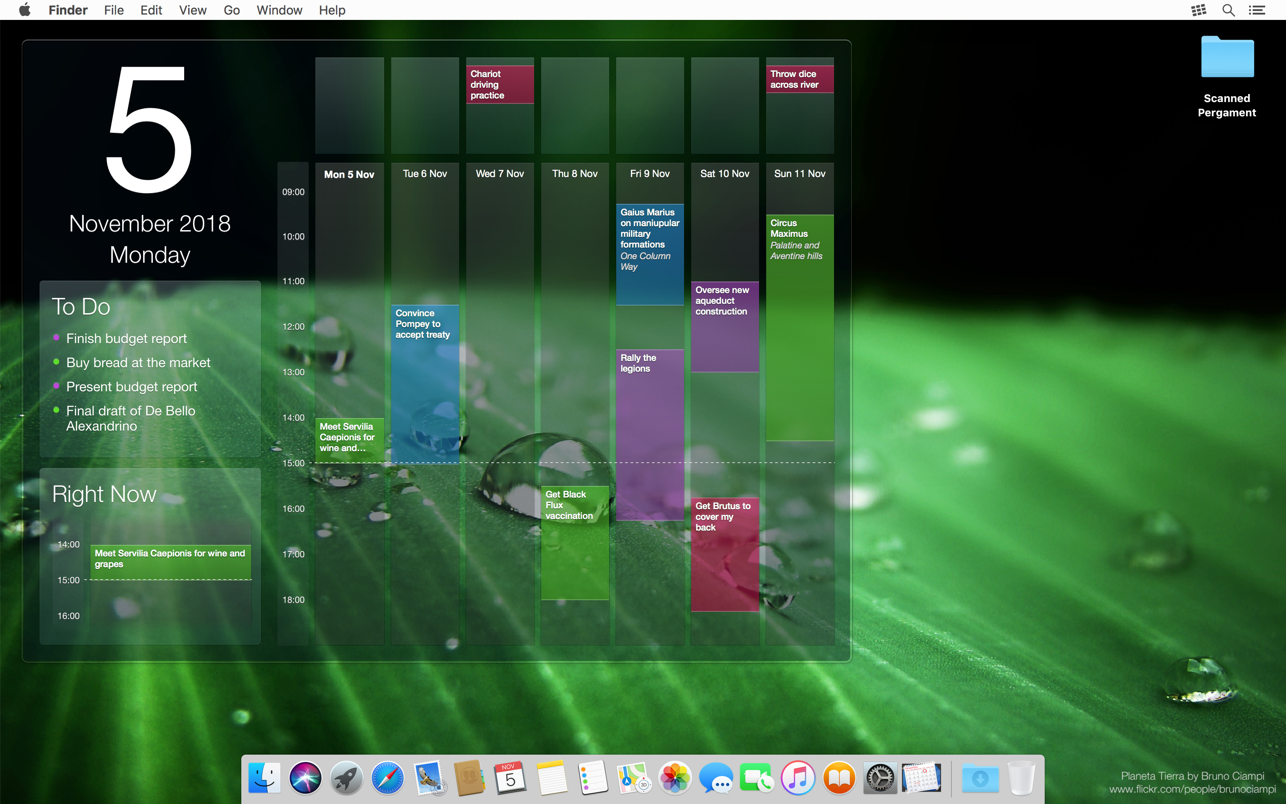 Finder File Edit View Go Window Help
5
November 2018
Monday
To Do
Finish budget report
Buy bread at the market
Present budget report
Final draft of De Bello
Alexandrino
Right Now
14:00
Meet Servilia Caepionis for wine and
grapes
15:00
16:00
Chariot
driving
practice
Throw dice
across river
Mon 5 Nov Tue 6 Nov Wed 7 Nov Thu 8 Nov Fri 9 Nov Sat 10 Nov Sun 11 Nov
09:00
10:00
11:00
12:00
13:00
14:00
15:00
16:00
17:00
18:00
Meet Servilia
Caepionis for
wine and...
Convince
Pompey to
accept treaty
Get Black
Flux
vaccination
Gaius Marius
on maniupular
military
formations
One Column
Way
Rally the
legions
Oversee new
aqueduct
construction
Get Brutus to
cover my
back
Circus
Maximus
Palatine and
Aventine hills
Scanned
Pergament
NOV
5
3D
Planeta Tierra by Bruno Ciampi
www.flickr.com/people/brunociampi